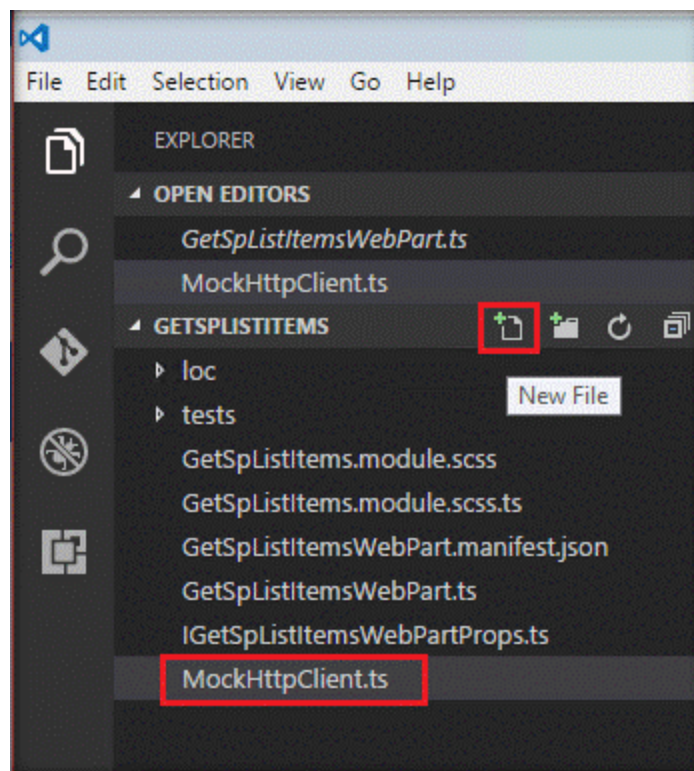 File Edit Selection View Go Help
EXPLORER
OPEN EDITORS
GetSpListItemsWebPart.ts
MockHttpClient.ts
GETSPLISTITEMS
New File
loc
tests
GetSpListItems.module.scss
GetSpListItems.module.scss.ts
GetSpListItemsWebPart.manifest.json
GetSpListItemsWebPart.ts
IGetSpListItemsWebPartProps.ts
MockHttpClient.ts